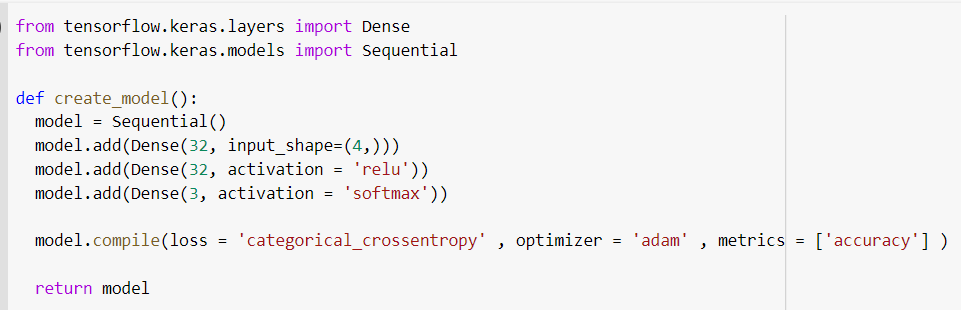 from tensorflow.keras.layers import Dense
from tensorflow.keras.models import Sequential
def create_model():
  model = Sequential()
  model.add(Dense(32, input_shape=(4,)))
  model.add(Dense(32, activation = 'relu'))
  model.add(Dense(3, activation = 'softmax'))
  model.compile(loss = 'categorical_crossentropy' , optimizer = 'adam' , metrics = ['accuracy'] )
  return model